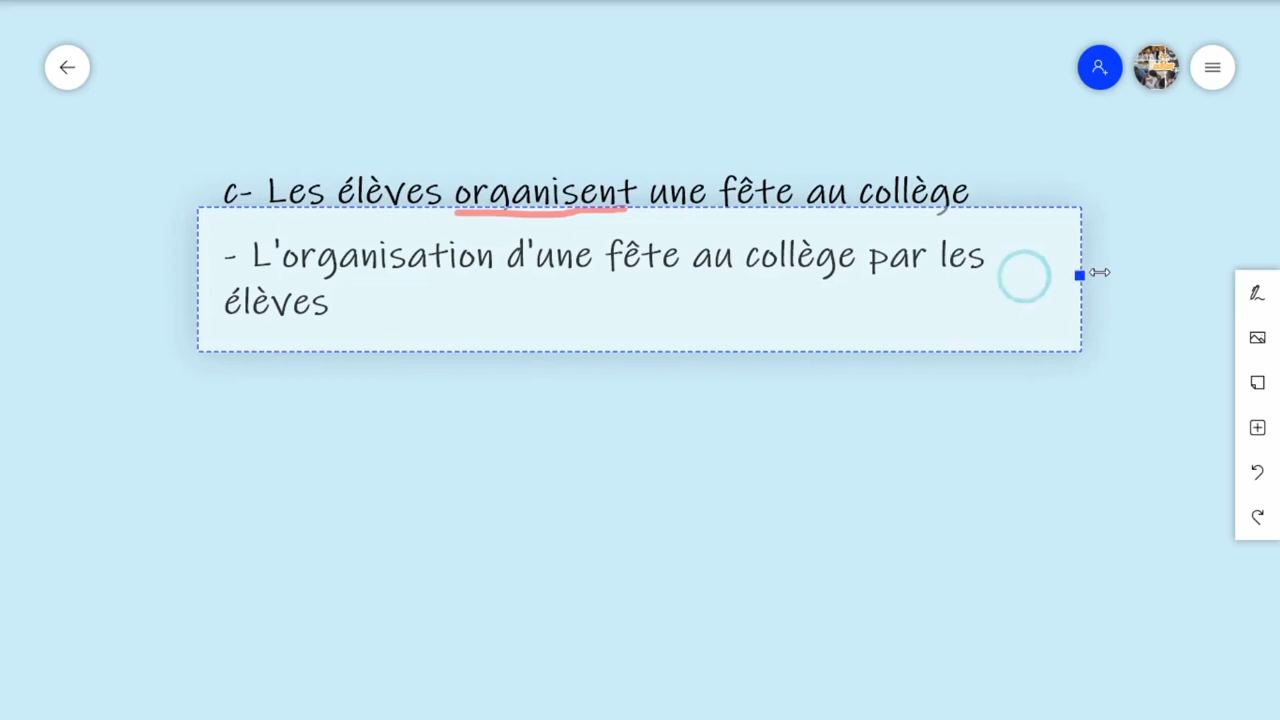 c- Les élèves organisent une fête au collège
- L'organisation d'une fête au collège par les
élèves